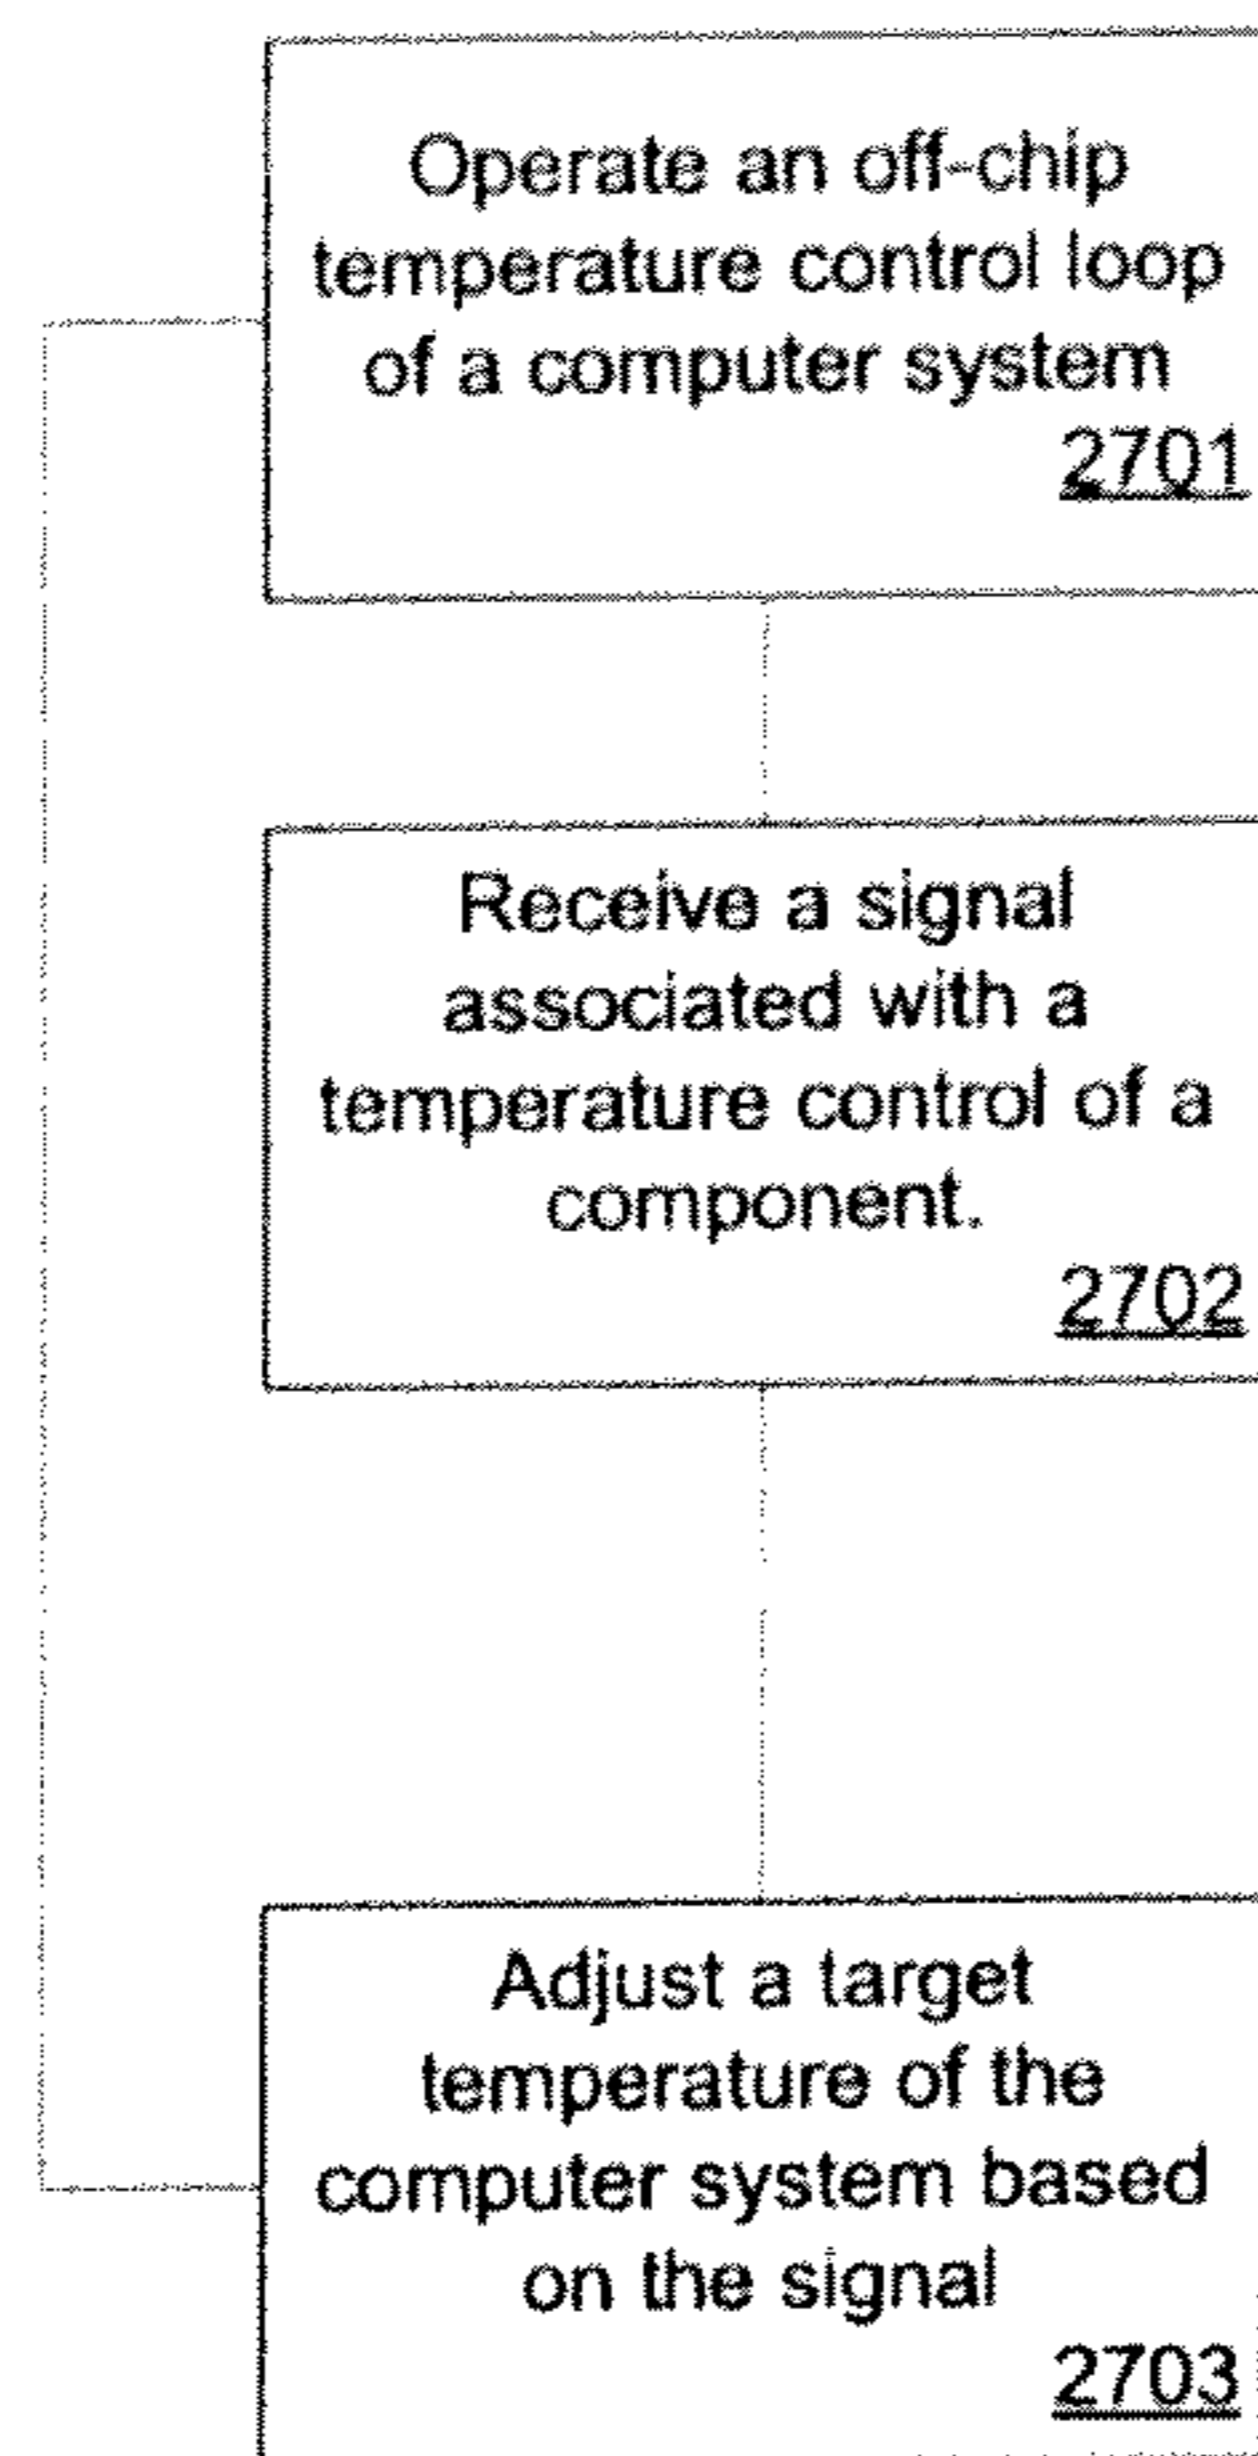 Operate an off-chip
temperature control loop
of a computer system
2701
Receive a signal
associated with a
temperature control of a
component.
2702
Adjust a target
temperature of the
computer system based
on the signal
2703